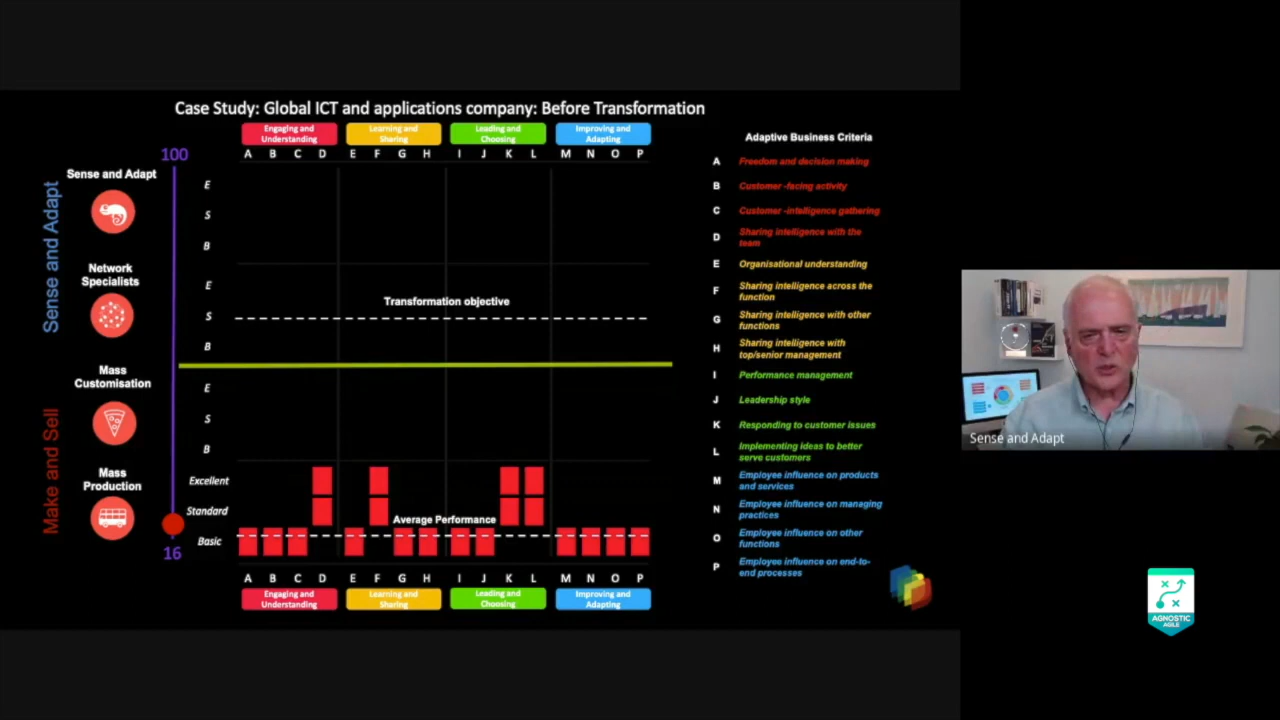 Case Study: Global ICT and applications company: Before Transformation
Engaging and
Understanding
Learning and
Sharing
Leading and
Choosing
Improving and
Adapting
A B C D E F G H I J K L M N O P
100
Sense and Adapt
Make and Sell
Sense and Adapt
Network
Specialists
Mass
Customisation
Mass
Production
16
E
S
B
E
S
B
E
S
B
Excellent
Standard
Basic
Transformation objective
Average Performance
A B C D E F G H I J K L M N O P
Engaging and
Understanding
Learning and
Sharing
Leading and
Choosing
Improving and
Adapting
Adaptive Business Criteria
A Freedom and decision making
B Customer -facing activity
C Customer -intelligence gathering
D Sharing intelligence with the
team
E Organisational understanding
F Sharing intelligence across the
function
G Sharing intelligence with other
functions
H Sharing intelligence with
top/senior management
I Performance management
J Leadership style
K Responding to customer issues
L Implementing ideas to better
serve customers
M Employee influence on products
and services
N Employee influence on managing
practices
O Employee influence on other
functions
P Employee influence on end-to-
end processes
Sense and Adapt
AGNOSTIC
AGILE